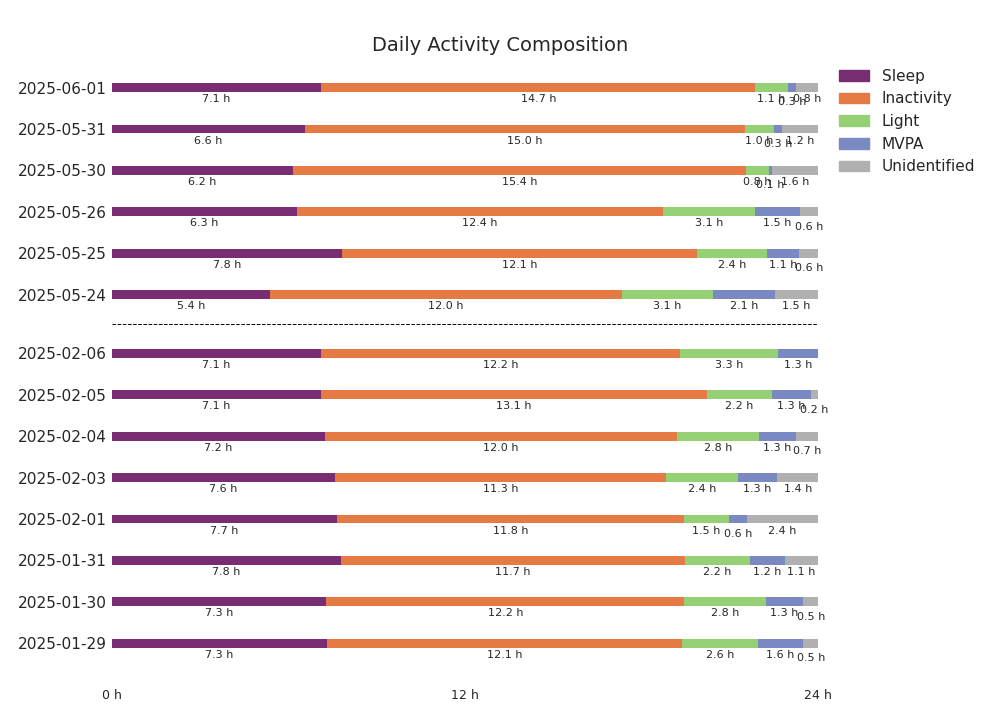 Daily Activity Composition
Sleep
Inactivity
Light
MVPA
Unidentified
2025-06-01
7.1 h 14.7 h 1.1 h 0.3 h 0.8 h
2025-05-31
6.6 h 15.0 h 1.0 h 0.3 h 1.2 h
2025-05-30
6.2 h 15.4 h 0.8 h 0.1 h 1.6 h
2025-05-26
6.3 h 12.4 h 3.1 h 1.5 h 0.6 h
2025-05-25
7.8 h 12.1 h 2.4 h 1.1 h 0.6 h
2025-05-24
5.4 h 12.0 h 3.1 h 2.1 h 1.5 h
2025-02-06
7.1 h 12.2 h 3.3 h 1.3 h
2025-02-05
7.1 h 13.1 h 2.2 h 1.3 h 0.2 h
2025-02-04
7.2 h 12.0 h 2.8 h 1.3 h 0.7 h
2025-02-03
7.6 h 11.3 h 2.4 h 1.3 h 1.4 h
2025-02-01
7.7 h 11.8 h 1.5 h 0.6 h 2.4 h
2025-01-31
7.8 h 11.7 h 2.2 h 1.2 h 1.1 h
2025-01-30
7.3 h 12.2 h 2.8 h 1.3 h 0.5 h
2025-01-29
7.3 h 12.1 h 2.6 h 1.6 h 0.5 h
0 h 12 h 24 h